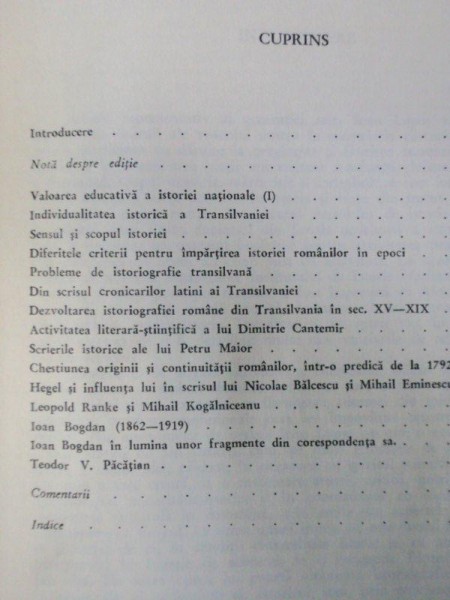 CUPRINS
Introducere . . . . . . . . . . . .
Notă despre ediție . . . . . . . . . . .
Valoarea educativă a istoriei naționale (I) . . . . . .
Individualitatea istorică a Transilvaniei . . . . . .
Sensul și scopul istoriei . . . . . . . . .
Diferitele criterii pentru împărțirea istoriei românilor în epoci . .
Probleme de istoriografie transilvană . . . . . . .
Din scrisul cronicarilor latini ai Transilvaniei . . . . .
Dezvoltarea istoriografiei române din Transilvania în sec. XV—XIX .
Activitatea literară-științifică a lui Dimitrie Cantemir . . . .
Scrierile istorice ale lui Petru Maior . . . . . .
Chestiunea originii și continuității românilor, într-o predică de la 1792
Hegel și influența lui în scrisul lui Nicolae Bălcescu și Mihail Eminescu
Leopold Ranke și Mihail Kogălniceanu . . . . . . .
Ioan Bogdan (1862—1919) . . . . . . . . .
Ioan Bogdan în lumina unor fragmente din corespondența sa. . . .
Teodor V. Păcățian . . . . . . . . . .
Comentarii . . . . . . . . . . . .
Indice . . . . . . . . . . . . .